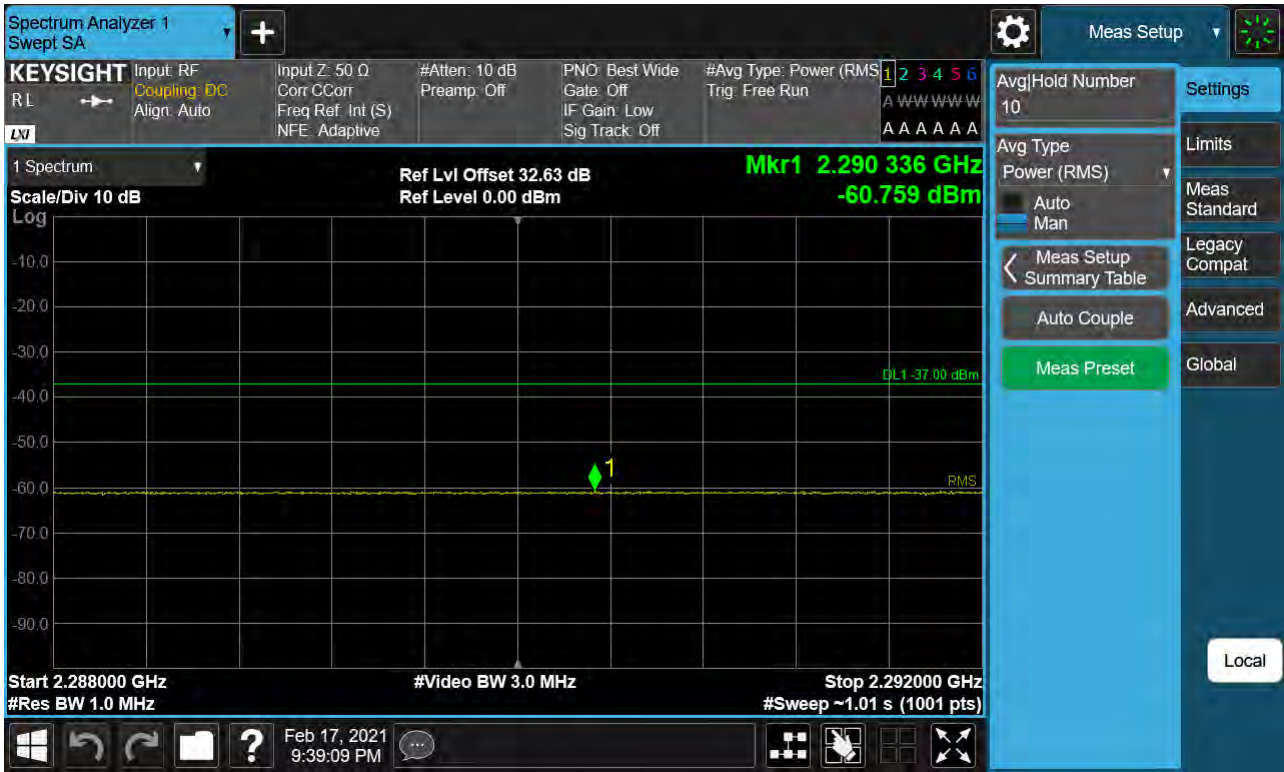 Spectrum Analyzer 1
Swept SA
Meas Setup
KEYSIGHT
R L
LXI
Input: RF
Coupling: DC
Align: Auto
Input Z: 50 Ω
Corr CCorr
Freq Ref: Int (S)
NFE: Adaptive
#Atten: 10 dB
Preamp: Off
PNO: Best Wide
Gate: Off
IF Gain: Low
Sig Track: Off
#Avg Type: Power (RMS
Trig: Free Run
1 2 3 4 5 6
A W W W W W
A A A A A A
1 Spectrum
Scale/Div 10 dB
Ref Lvl Offset 32.63 dB
Ref Level 0.00 dBm
Mkr1 2.290 336 GHz
-60.759 dBm
Log
-10.0
-20.0
-30.0
DL1 -37.00 dBm
-40.0
-50.0
1
RMS
-60.0
-70.0
-80.0
-90.0
Start 2.288000 GHz
#Video BW 3.0 MHz
Stop 2.292000 GHz
#Res BW 1.0 MHz
#Sweep ~1.01 s (1001 pts)
Avg|Hold Number
10
Avg Type
Power (RMS)
Auto
Man
Meas Setup
Summary Table
Auto Couple
Meas Preset
Settings
Limits
Meas
Standard
Legacy
Compat
Advanced
Global
Local
?
Feb 17, 2021
9:39:09 PM